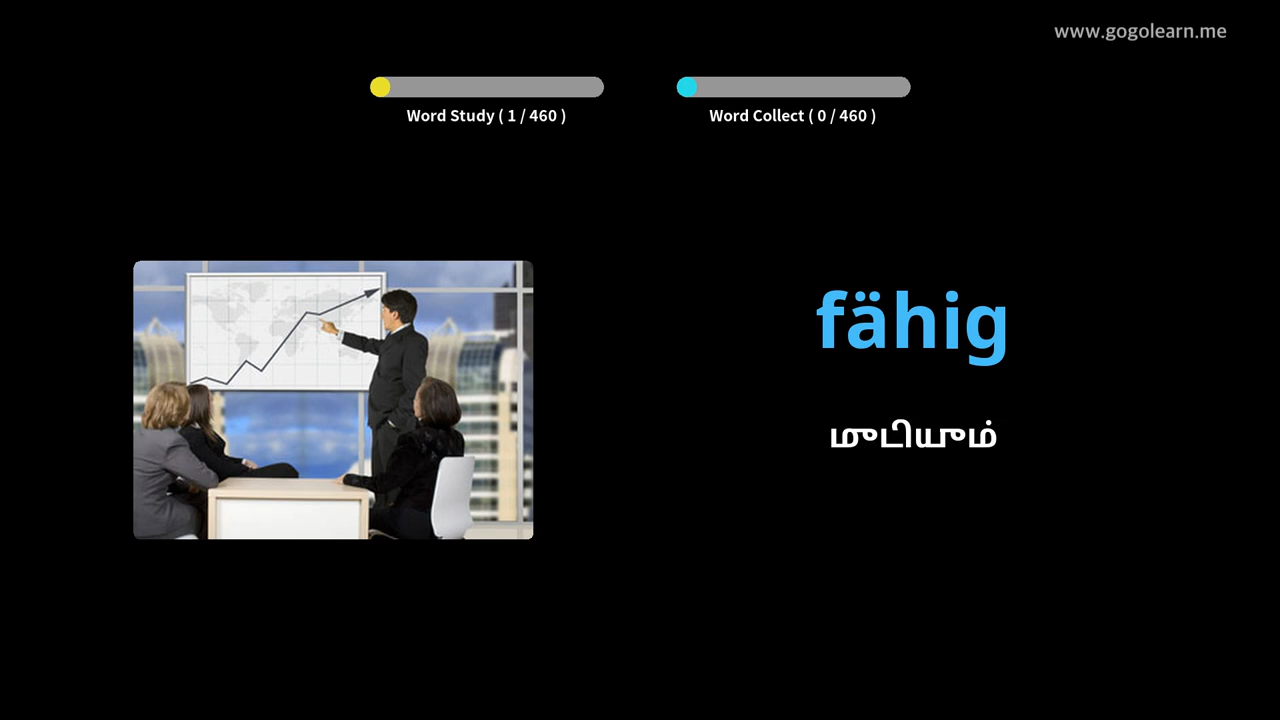 www.gogolearn.me
Word Study ( 1 / 460 )
Word Collect ( 0 / 460 )
fähig
முடியும்